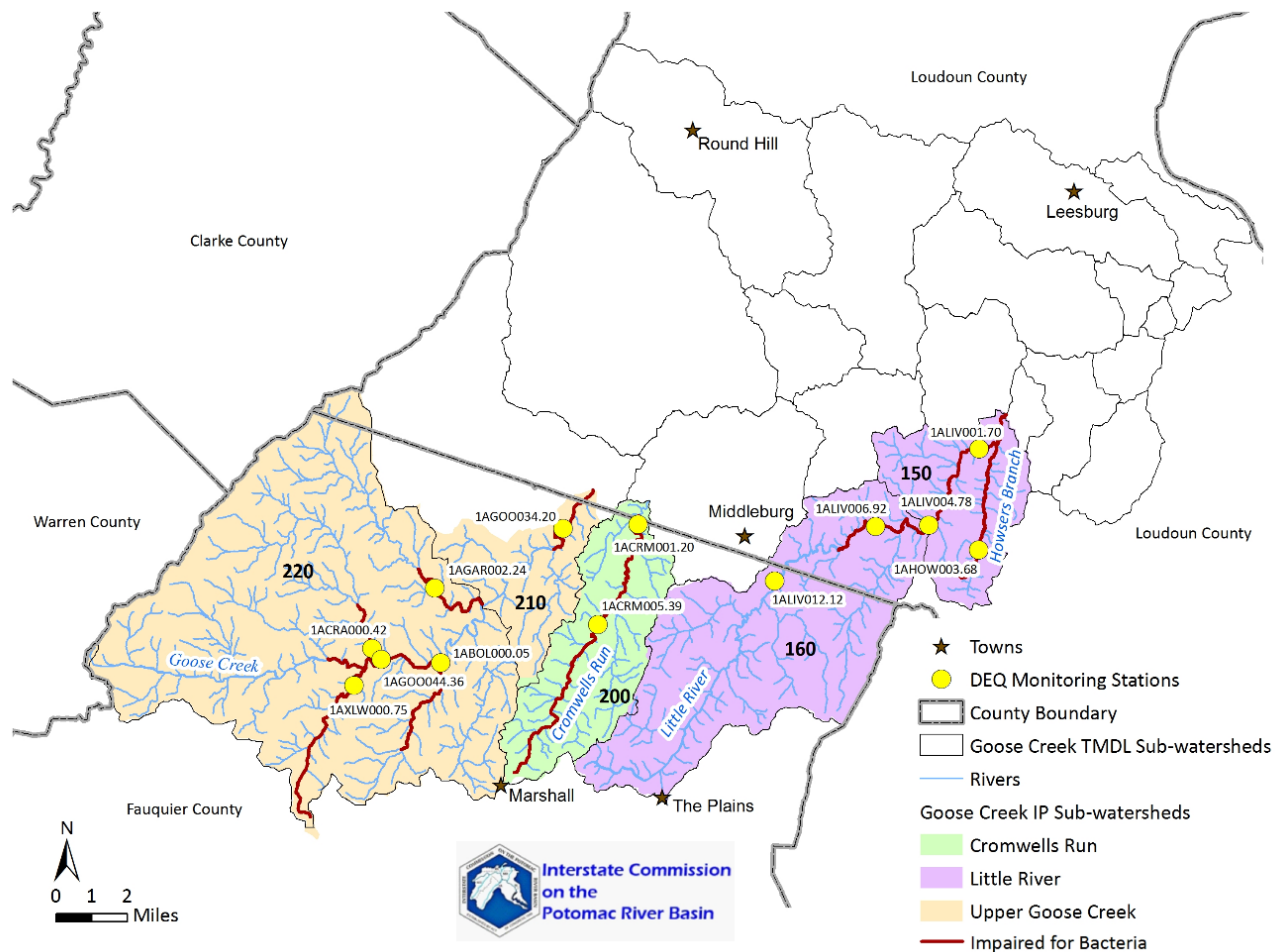 Loudoun County
Round Hill
Leesburg
Clarke County
1ALIV001.70
150
Howsers Branch
1AGOO034.20
1ALIV006.92
1ALIV004.78
Warren County
Middleburg
Loudoun County
1ACRM001.20
1AHOW003.68
220
1AGAR002.24
1ALIV012.12
210
1ACRM005.39
1ACRA000.42
160
Goose Creek
1ABOL000.05
1AGOO044.36
Cromwells Run
200
Little River
1AXLW000.75
Marshall
The Plains
Fauquier County
Towns
DEQ Monitoring Stations
County Boundary
Goose Creek TMDL Sub-watersheds
Rivers
Goose Creek IP Sub-watersheds
Cromwells Run
Little River
Upper Goose Creek
Impaired for Bacteria
N
0 1 2
Miles
Interstate Commission
on the
Potomac River Basin